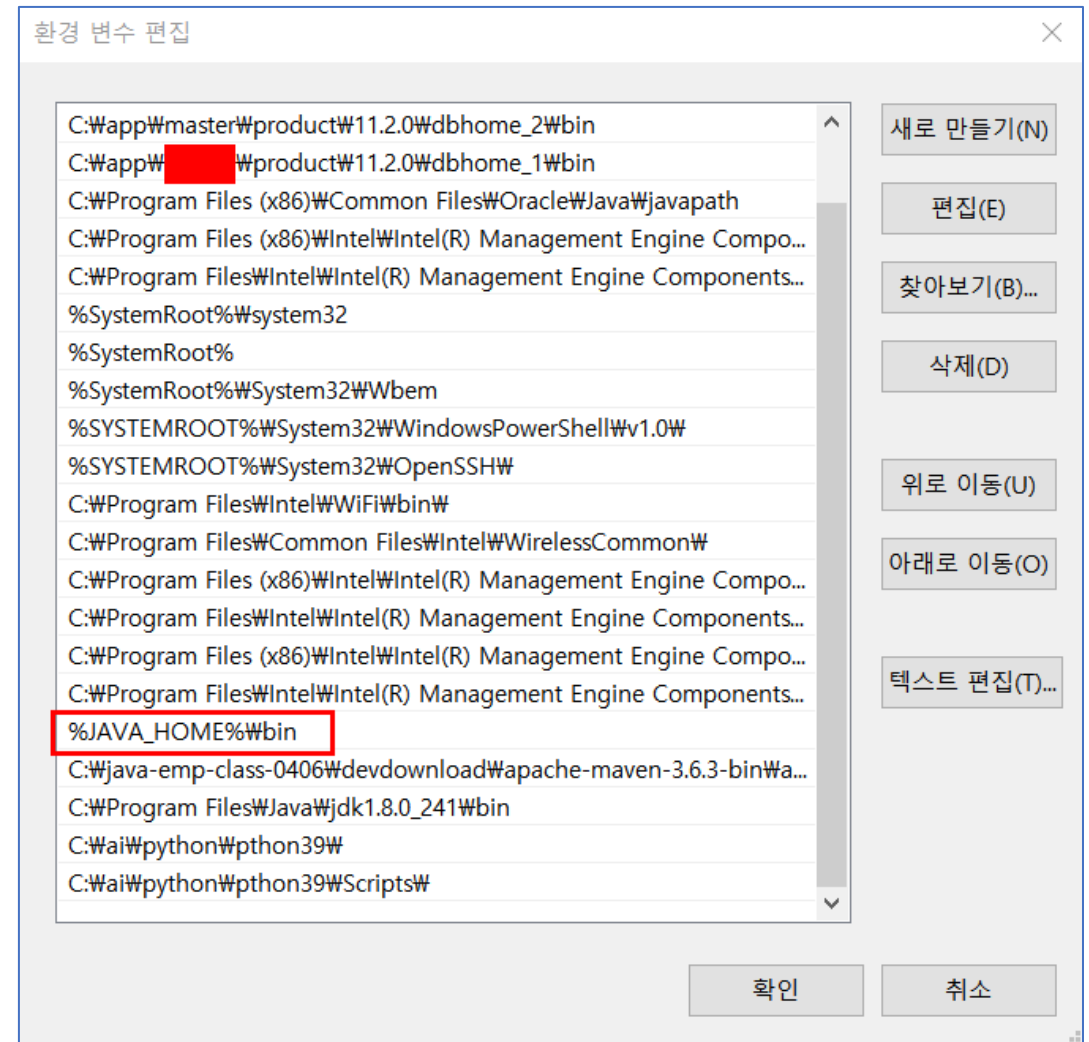 환경 변수 편집
C:₩app₩master₩product₩11.2.0₩dbhome_2₩bin
새로 만들기(N)
C:₩app₩ ₩product₩11.2.0₩dbhome_1₩bin
C:₩Program Files (x86)₩Common Files₩Oracle₩Java₩javapath
편집(E)
C:₩Program Files (x86)₩Intel₩Intel(R) Management Engine Compo...
C:₩Program Files₩Intel₩Intel(R) Management Engine Components...
찾아보기(B)...
%SystemRoot%₩system32
%SystemRoot%
삭제(D)
%SystemRoot%₩System32₩Wbem
%SYSTEMROOT%₩System32₩WindowsPowerShell₩v1.0₩
%SYSTEMROOT%₩System32₩OpenSSH₩
위로 이동(U)
C:₩Program Files₩Intel₩WiFi₩bin₩
C:₩Program Files₩Common Files₩Intel₩WirelessCommon₩
아래로 이동(O)
C:₩Program Files (x86)₩Intel₩Intel(R) Management Engine Compo...
C:₩Program Files₩Intel₩Intel(R) Management Engine Components...
C:₩Program Files (x86)₩Intel₩Intel(R) Management Engine Compo...
텍스트 편집(T)...
C:₩Program Files₩Intel₩Intel(R) Management Engine Components...
%JAVA_HOME%₩bin
C:₩java-emp-class-0406₩devdownload₩apache-maven-3.6.3-bin₩a...
C:₩Program Files₩Java₩jdk1.8.0_241₩bin
C:₩ai₩python₩pthon39₩
C:₩ai₩python₩pthon39₩Scripts₩
확인
취소